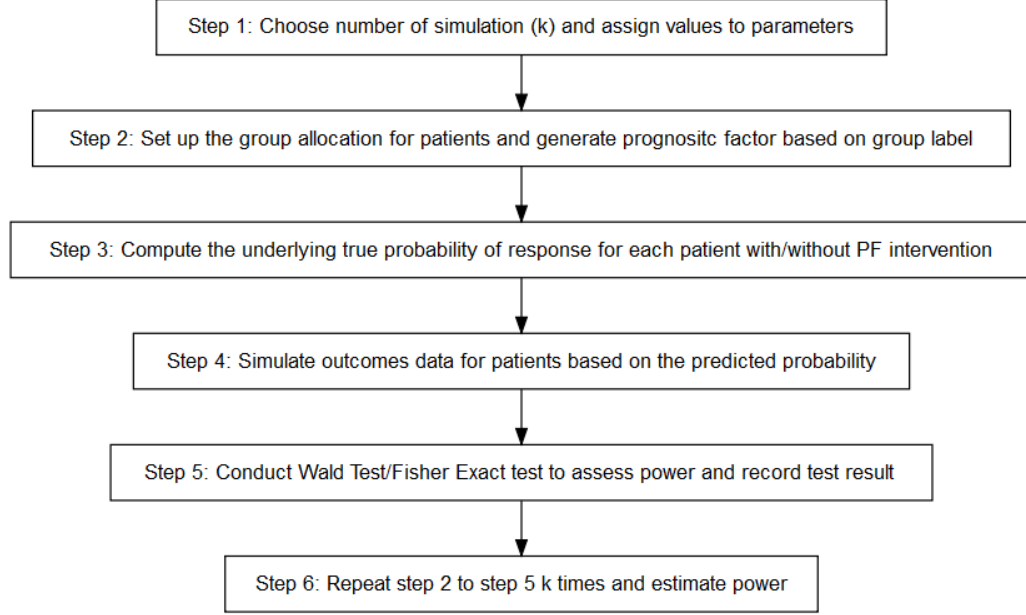 Step 1: Choose number of simulation (k) and assign values to parameters
Step 2: Set up the group allocation for patients and generate prognositc factor based on group label
Step 3: Compute the underlying true probability of response for each patient with/without PF intervention
Step 4: Simulate outcomes data for patients based on the predicted probability
Step 5: Conduct Wald Test/Fisher Exact test to assess power and record test result
Step 6: Repeat step 2 to step 5 k times and estimate power